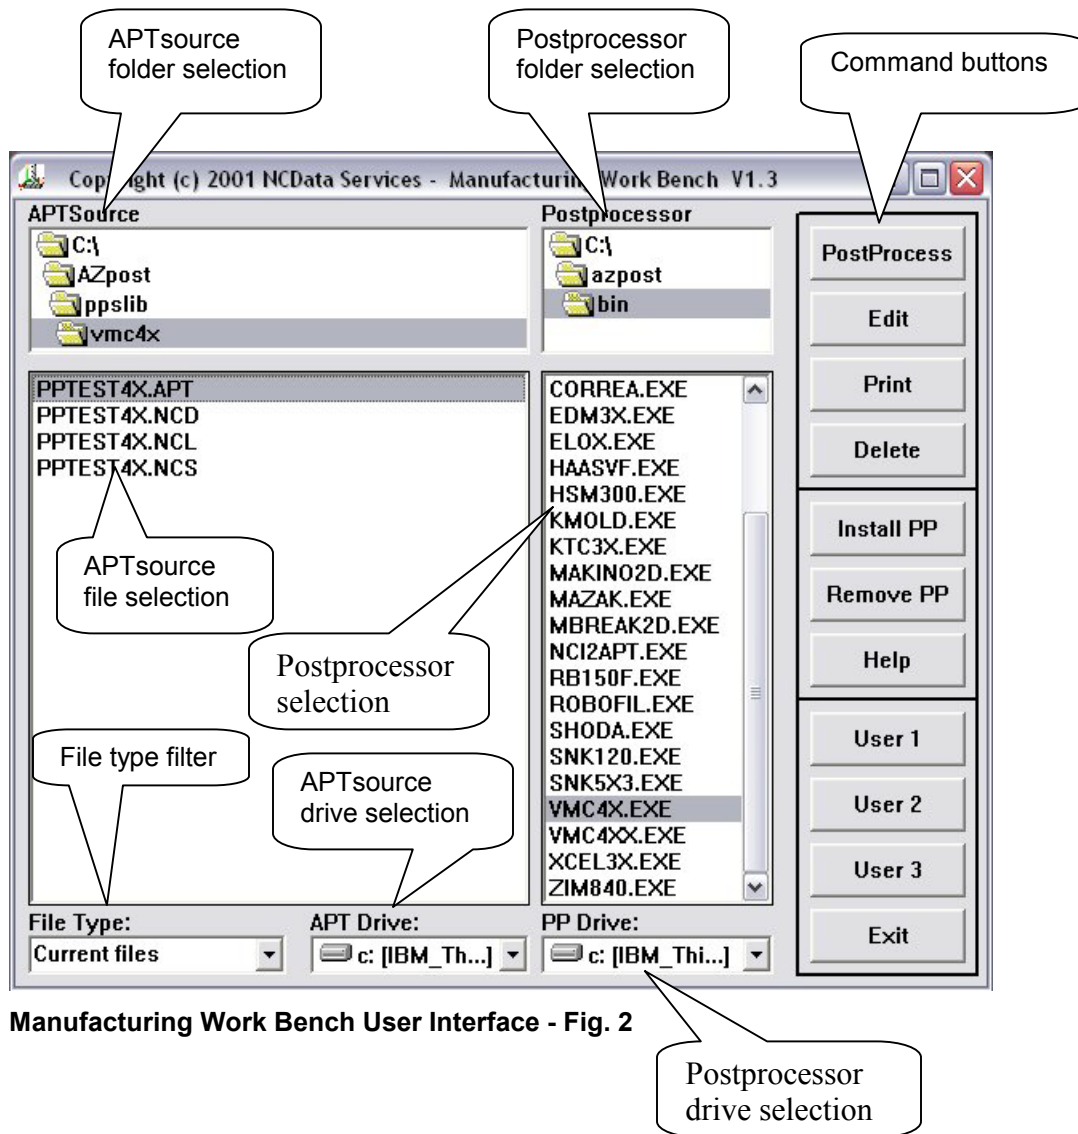 APTsource
folder selection
Postprocessor
folder selection
Command buttons
Copyright (c) 2001 NCData Services - Manufacturing Work Bench V1.3
APTSource
C:\
AZpost
ppslib
vmc4x
Postprocessor
C:\
azpost
bin
PPTEST4X.APT
PPTEST4X.NCD
PPTEST4X.NCL
PPTEST4X.NCS
APTsource
file selection
Postprocessor
selection
File type filter
APTsource
drive selection
CORREA.EXE
EDM3X.EXE
ELOX.EXE
HAASVF.EXE
HSM300.EXE
KMOLD.EXE
KTC3X.EXE
MAKINO2D.EXE
MAZAK.EXE
MBREAK2D.EXE
NCI2APT.EXE
RB150F.EXE
ROBOFIL.EXE
SHODA.EXE
SNK120.EXE
SNK5X3.EXE
VMC4X.EXE
VMC4XX.EXE
XCEL3X.EXE
ZIM840.EXE
PostProcess
Edit
Print
Delete
Install PP
Remove PP
Help
User 1
User 2
User 3
Exit
File Type:
Current files
APT Drive:
c: [IBM_Th...]
PP Drive:
c: [IBM_Thi...]
Manufacturing Work Bench User Interface - Fig. 2
Postprocessor
drive selection